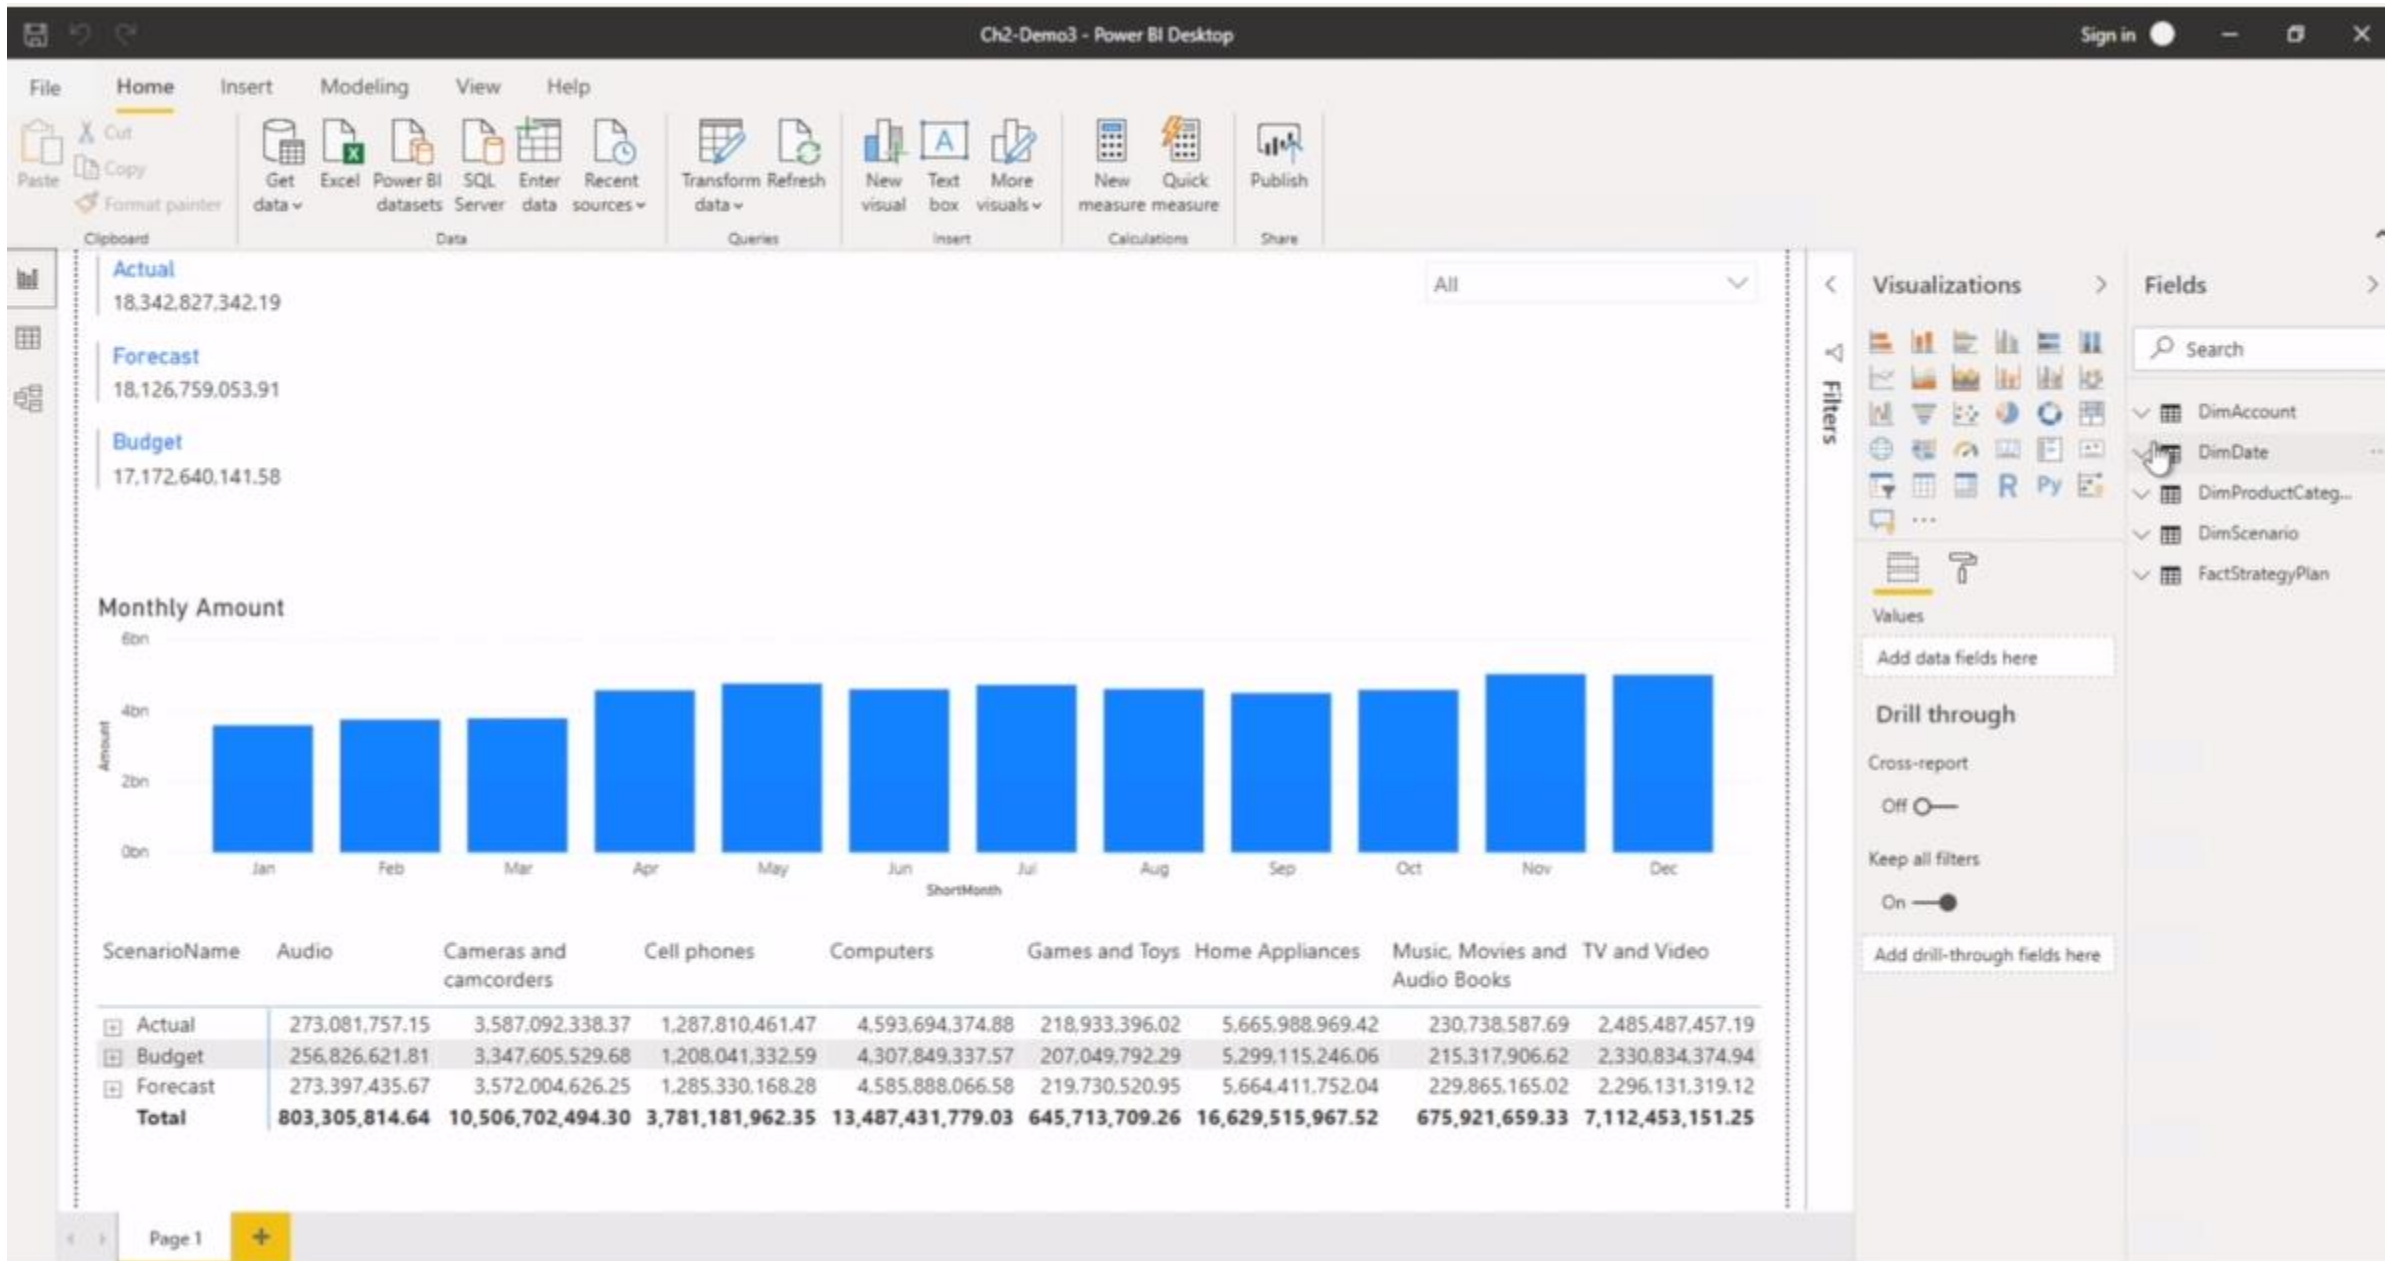 Ch2-Demo3 - Power BI Desktop
Sign in
File Home Insert Modeling View Help
Paste
Cut
Copy
Format painter
Clipboard
Get data
Excel
Power BI datasets
SQL Server
Enter data
Recent sources
Data
Transform data
Refresh
Queries
New visual
Text box
More visuals
Insert
New measure
Quick measure
Calculations
Publish
Share
Actual
18,342,827,342.19
Forecast
18,126,759,053.91
Budget
17,172,640,141.58
All
Monthly Amount
6bn
4bn
2bn
0bn
Amount
Jan Feb Mar Apr May Jun Jul Aug Sep Oct Nov Dec
ShortMonth
ScenarioName Audio Cameras and camcorders Cell phones Computers Games and Toys Home Appliances Music, Movies and Audio Books TV and Video
Actual 273,081,757.15 3,587,092,338.37 1,287,810,461.47 4,593,694,374.88 218,933,396.02 5,665,988,969.42 230,738,587.69 2,485,487,457.19
Budget 256,826,621.81 3,347,605,529.68 1,208,041,332.59 4,307,849,337.57 207,049,792.29 5,299,115,246.06 215,317,906.62 2,330,834,374.94
Forecast 273,397,435.67 3,572,004,626.25 1,285,330,168.28 4,585,888,066.58 219,730,520.95 5,664,411,752.04 229,865,165.02 2,296,131,319.12
Total 803,305,814.64 10,506,702,494.30 3,781,181,962.35 13,487,431,779.03 645,713,709.26 16,629,515,967.52 675,921,659.33 7,112,453,151.25
Page 1
Filters
Visualizations
R Py
Values
Add data fields here
Drill through
Cross-report
Off
Keep all filters
On
Add drill-through fields here
Fields
Search
DimAccount
DimDate
DimProductCateg...
DimScenario
FactStrategyPlan